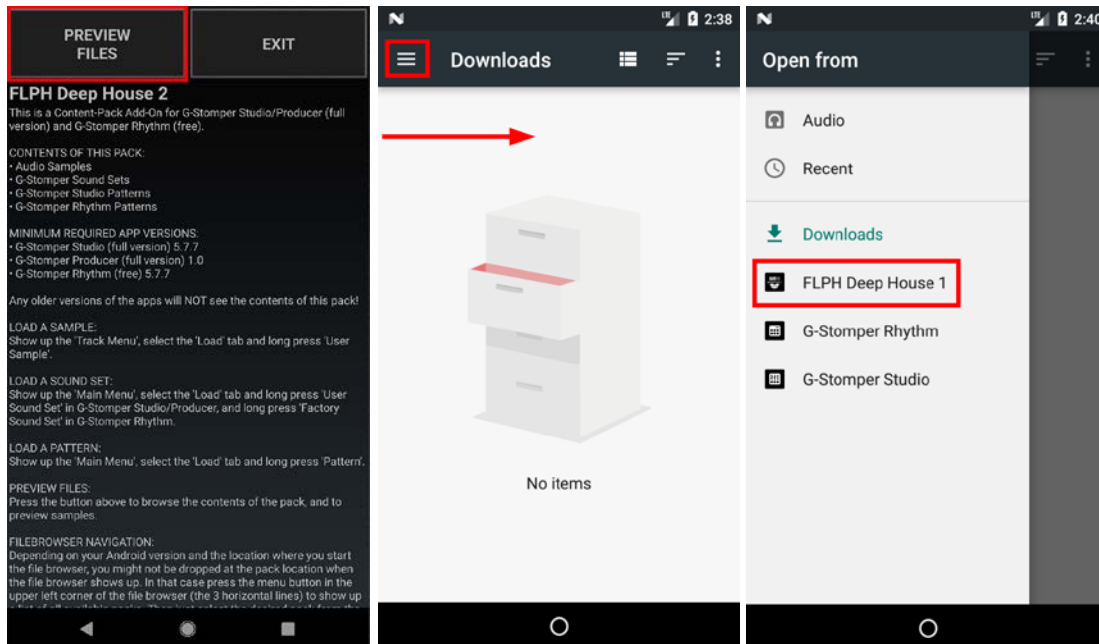 PREVIEW
FILES
EXIT
FLPH Deep House 2
This is a Content-Pack Add-On for G-Stomper Studio/Producer (full
version) and G-Stomper Rhythm (free).
CONTENTS OF THIS PACK:
• Audio Samples
• G-Stomper Sound Sets
• G-Stomper Studio Patterns
• G-Stomper Rhythm Patterns
MINIMUM REQUIRED APP VERSIONS:
• G-Stomper Studio (full version) 5.7.7
• G-Stomper Producer (full version) 1.0
• G-Stomper Rhythm (free) 5.7.7
Any older versions of the apps will NOT see the contents of this pack!
LOAD A SAMPLE:
Show up the 'Track Menu', select the 'Load' tab and long press 'User
Sample'.
LOAD A SOUND SET:
Show up the 'Main Menu', select the 'Load' tab and long press 'User
Sound Set' in G-Stomper Studio/Producer, and long press 'Factory
Sound Set' in G-Stomper Rhythm.
LOAD A PATTERN:
Show up the 'Main Menu', select the 'Load' tab and long press 'Pattern'.
PREVIEW FILES:
Press the button above to browse the contents of the pack, and to
preview samples.
FILEBROWSER NAVIGATION:
Depending on your Android version and the location where you start
the file browser, you might not be dropped at the pack location when
the file browser shows up. In that case press the menu button in the
upper left corner of the file browser (the 3 horizontal lines) to show up
LTE 2:38
Downloads
No items
LTE 2:40
Open from
Audio
Recent
Downloads
FLPH Deep House 1
G-Stomper Rhythm
G-Stomper Studio